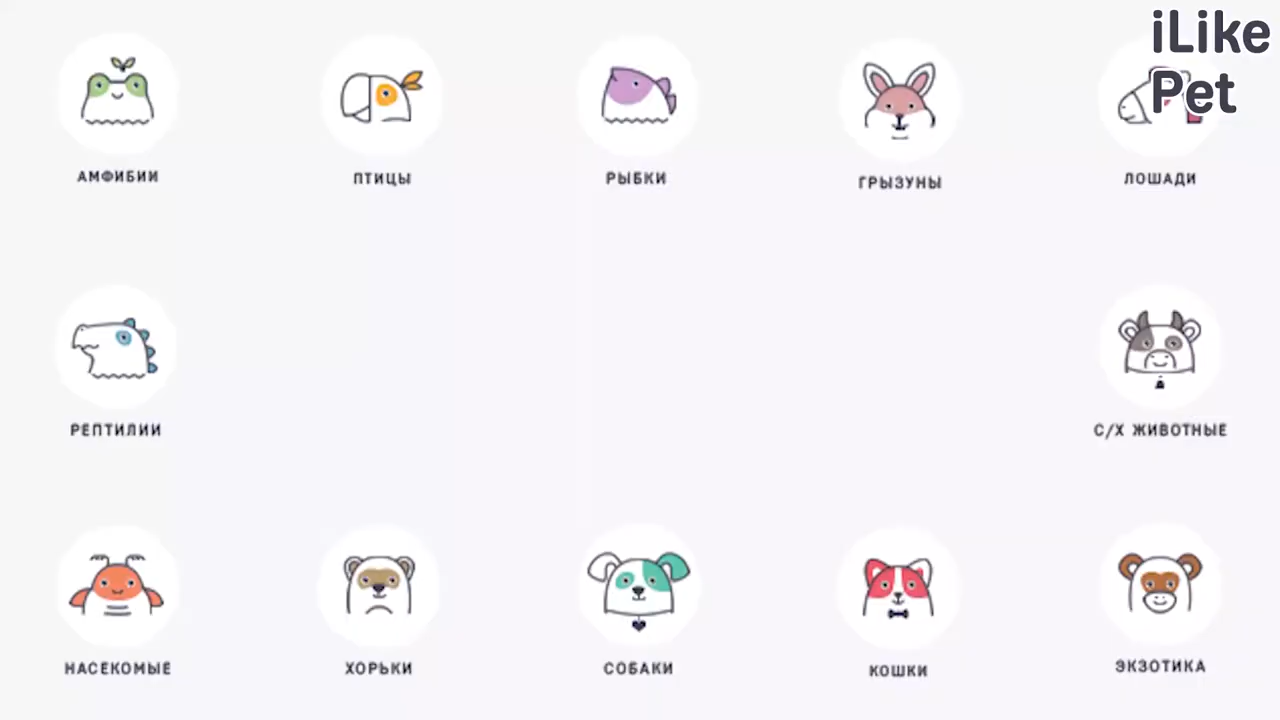 iLike
Pet
АМФИБИИ
ПТИЦЫ
РЫБКИ
ГРЫЗУНЫ
ЛОШАДИ
РЕПТИЛИИ
С/Х ЖИВОТНЫЕ
НАСЕКОМЫЕ
ХОРЬКИ
СОБАКИ
КОШКИ
ЭКЗОТИКА